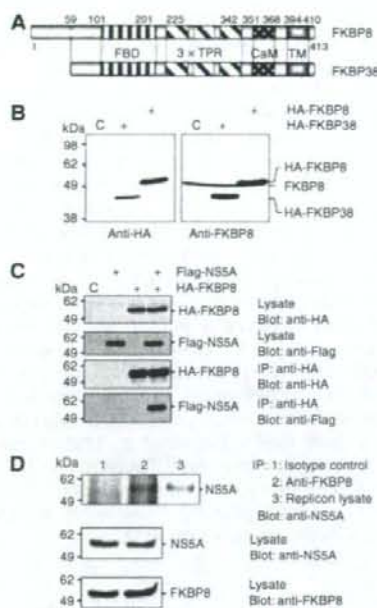 A
59 101 201 225 342 351 368 394 410
1 413
FKBP8
FBD 3 × TPR CaM TM
FKBP38
B
+ + HA-FKBP8
C + C + HA-FKBP38
kDa
98
62
49
38
HA-FKBP8
FKBP8
HA-FKBP38
Anti-HA Anti-FKBP8
C
+ + Flag-NS5A
kDa C + + HA-FKBP8
62
49
HA-FKBP8
Lysate
Blot: anti-HA
62
49
Flag-NS5A
Lysate
Blot: anti-Flag
62
49
HA-FKBP8
IP: anti-HA
Blot: anti-HA
62
49
Flag-NS5A
IP: anti-HA
Blot: anti-Flag
D
kDa 1 2 3
62
49
NS5A
IP: 1: Isotype control
2: Anti-FKBP8
3: Replicon lysate
Blot: anti-NS5A
62
49
NS5A
Lysate
Blot: anti-NS5A
62
49
FKBP8
Lysate
Blot: anti-FKBP8